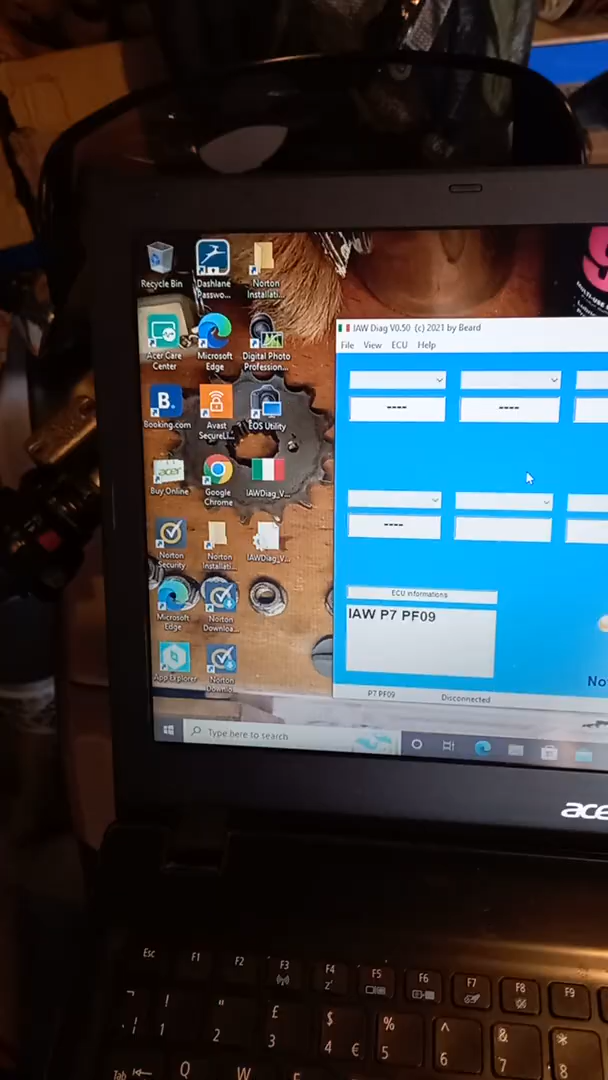 Recycle Bin
Dashlane
Passwo...
Norton
Installati...
Acer Care
Center
Microsoft
Edge
Digital Photo
Profession...
B.
Booking.com
Avast
SecureLi...
EOS Utility
acer
Buy Online
Google
Chrome
IAWDiag_V...
Norton
Security
Norton
Installati...
IAWDiag_V...
Microsoft
Edge
Norton
Downloa...
App Explorer
Norton
Downlo...
IAW Diag V0.50 (c) 2021 by Beard
File View ECU Help
---- ----
----
ECU informations
IAW P7 PF09
No
P7 PF09 Disconnected
Type here to search
acer
Esc F1 F2 F3 F4 F5 F6 F7 F8 F9
¬ ! " £ $ % ^ & *
1 2 3 4 € 5 6 7 8
Tab Q W